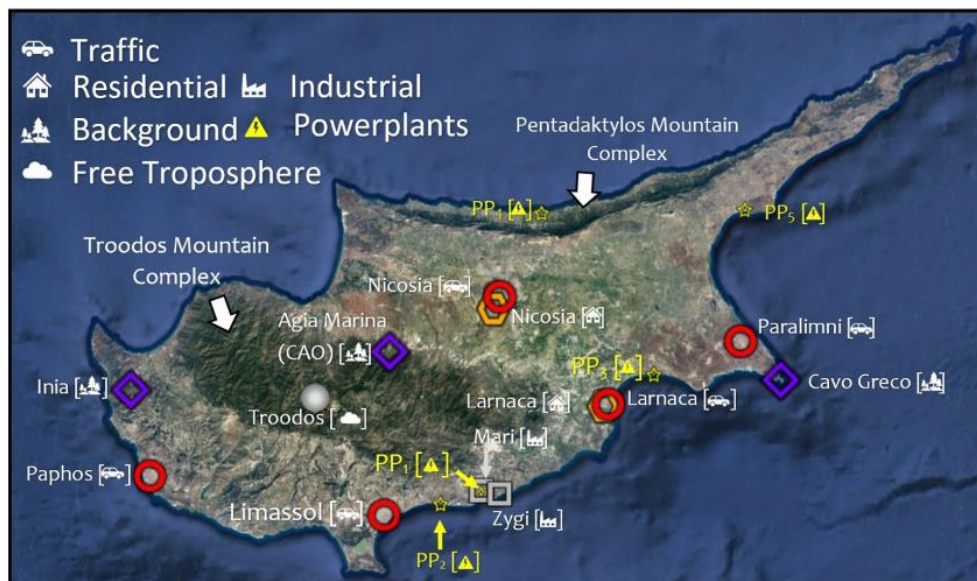 Traffic
Residential Industrial
Background Powerplants
Free Troposphere
Pentadaktylos Mountain
Complex
PP4 []
PP5 []
Troodos Mountain
Complex
Nicosia []
Nicosia []
Agia Marina
(CAO) []
Paralimni []
PP3 []
Inia []
Cavo Greco []
Larnaca []
Larnaca []
Troodos []
Mari []
PP1 []
Paphos []
Limassol []
Zygi []
PP2 []